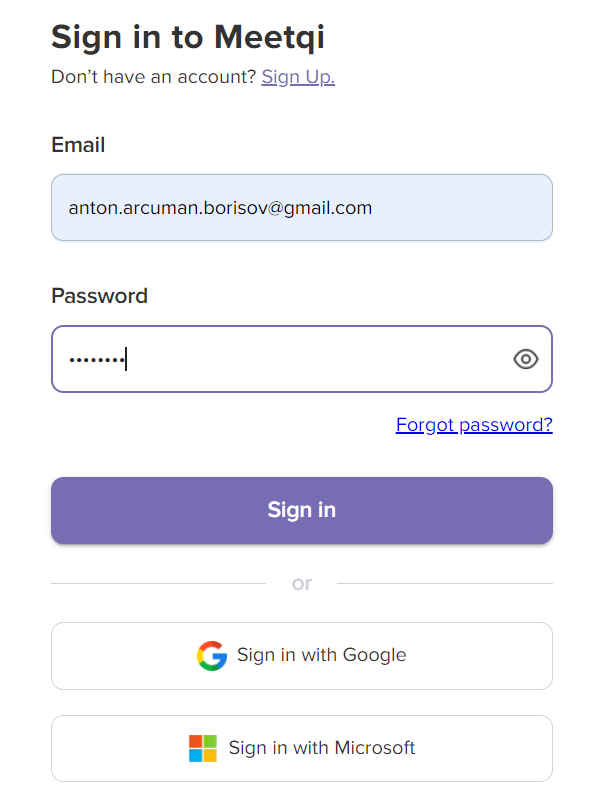 Sign in to Meetqi
Don’t have an account? Sign Up.
Email
anton.arcuman.borisov@gmail.com
Password
••••••••
Forgot password?
Sign in
or
Sign in with Google
Sign in with Microsoft